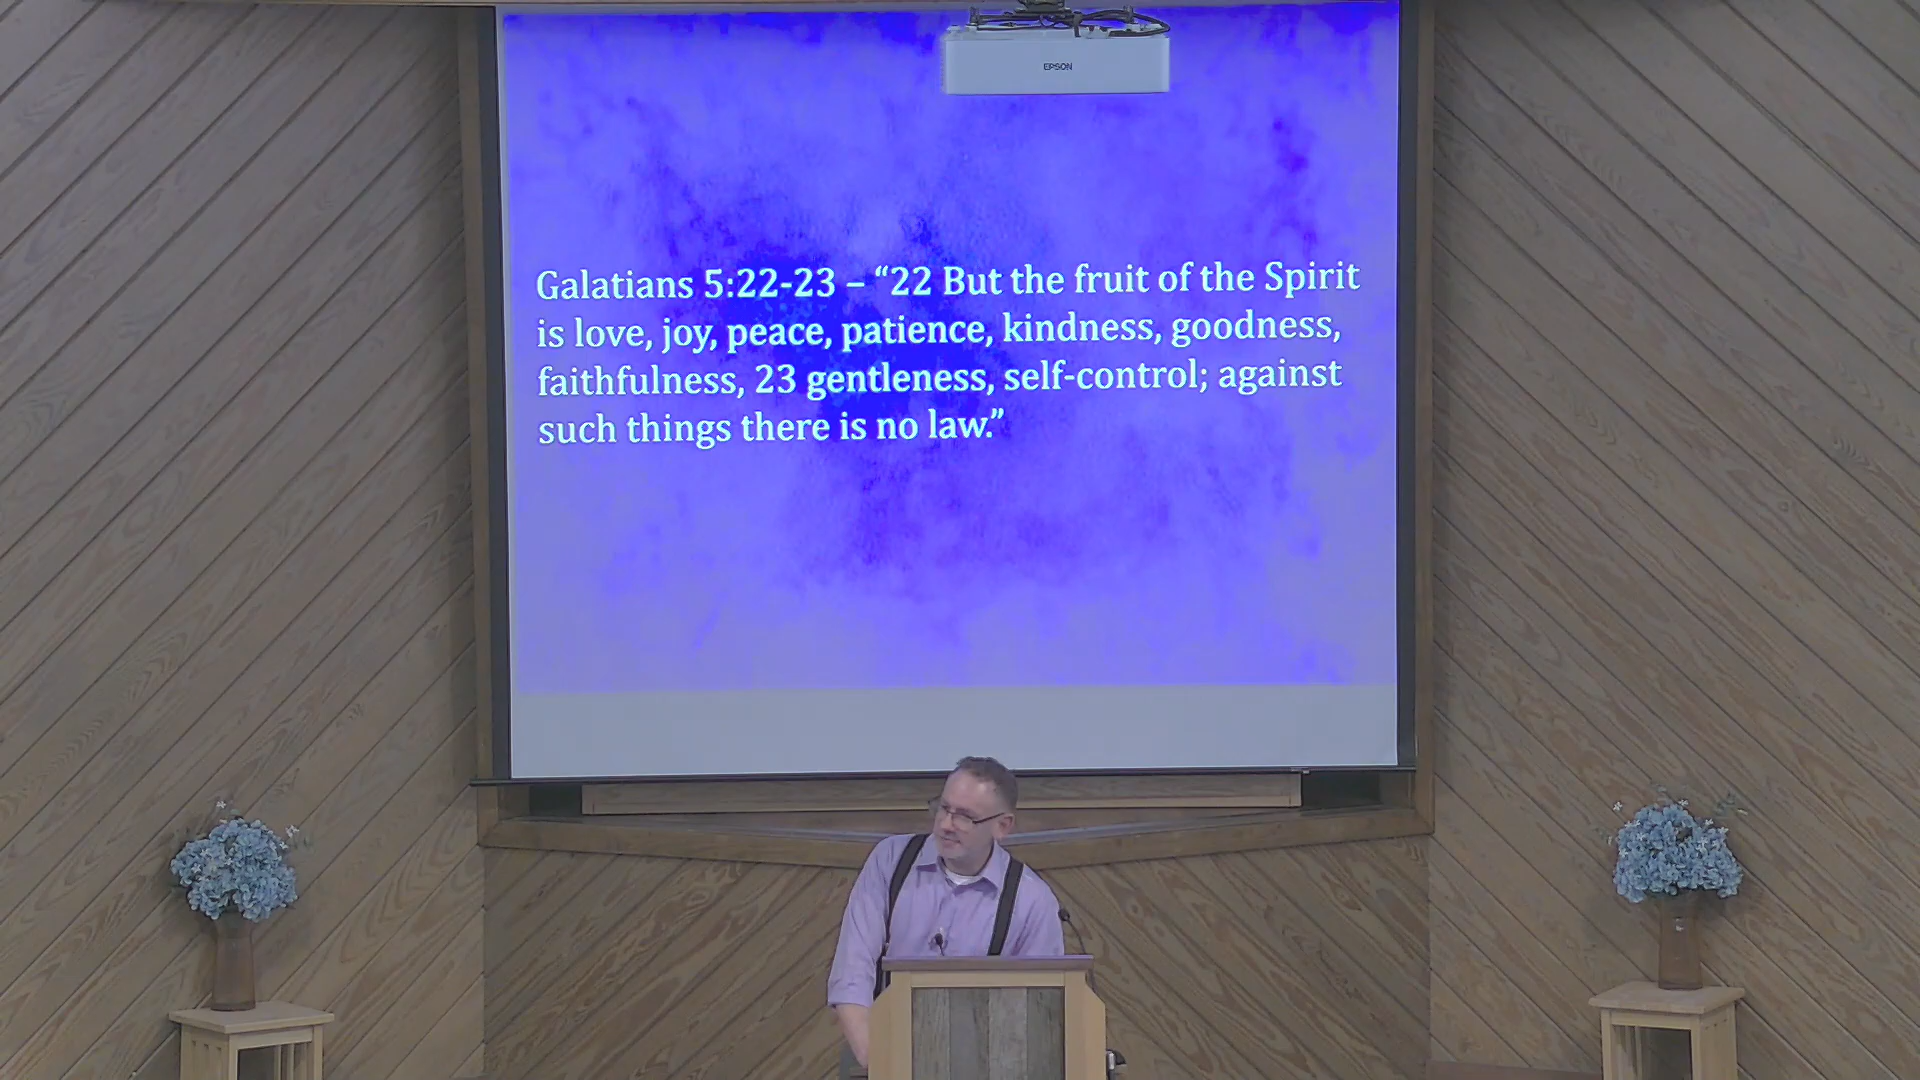 EPSON
Galatians 5:22-23 – “22 But the fruit of the Spirit
is love, joy, peace, patience, kindness, goodness,
faithfulness, 23 gentleness, self-control; against
such things there is no law.”